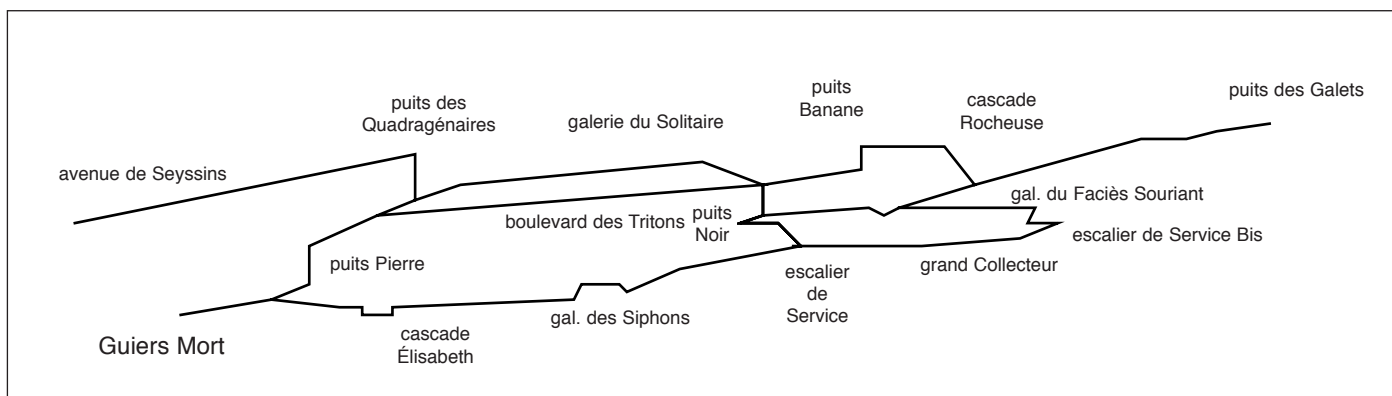 puits
Banane
cascade
Rocheuse
puits des Galets
puits des
Quadragénaires
galerie du Solitaire
avenue de Seyssins
gal. du Faciès Souriant
boulevard des Tritons
puits
Noir
escalier de Service Bis
puits Pierre
grand Collecteur
escalier
de
Service
gal. des Siphons
cascade
Élisabeth
Guiers Mort